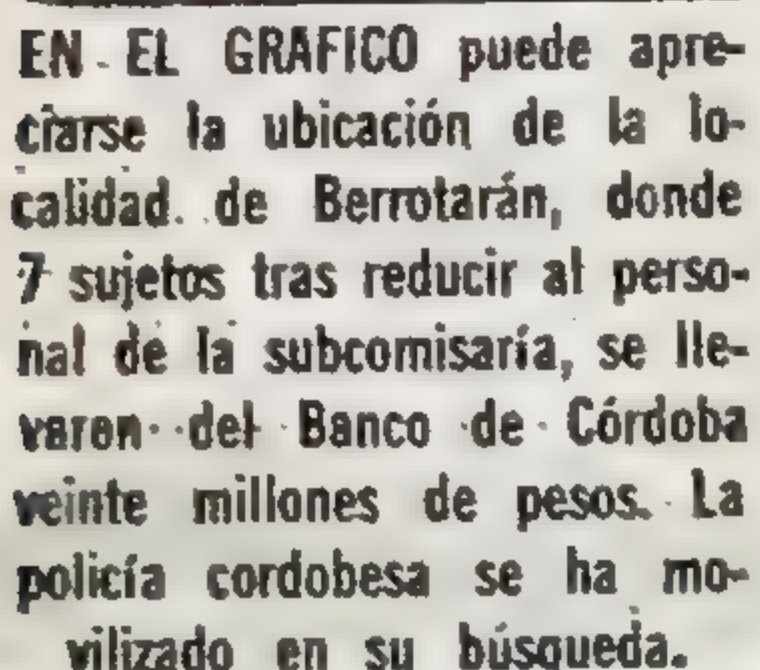 EN EL GRAFICO puede apre-
ciarse la ubicación de la lo-
calidad de Berrotarán, donde
7 sujetos tras reducir al perso-
nal de la subcomisaría, se lle-
varon del Banco de Córdoba
veinte millones de pesos. La
policía cordobesa se ha mo-
vilizado en su búsqueda.